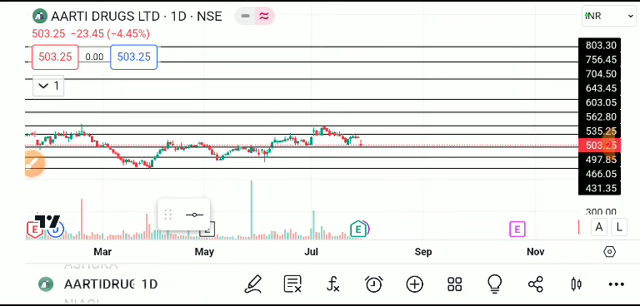 AARTI DRUGS LTD · 1D · NSE
INR
503.25 −23.45 (−4.45%)
503.25 0.00 503.25
1
803.30
756.45
704.50
643.45
603.05
562.80
535.25
503.25
497.85
466.05
431.35
300.00
E D E E A L
Mar May Jul Sep Nov
ASHOKA
AARTIDRUG 1D